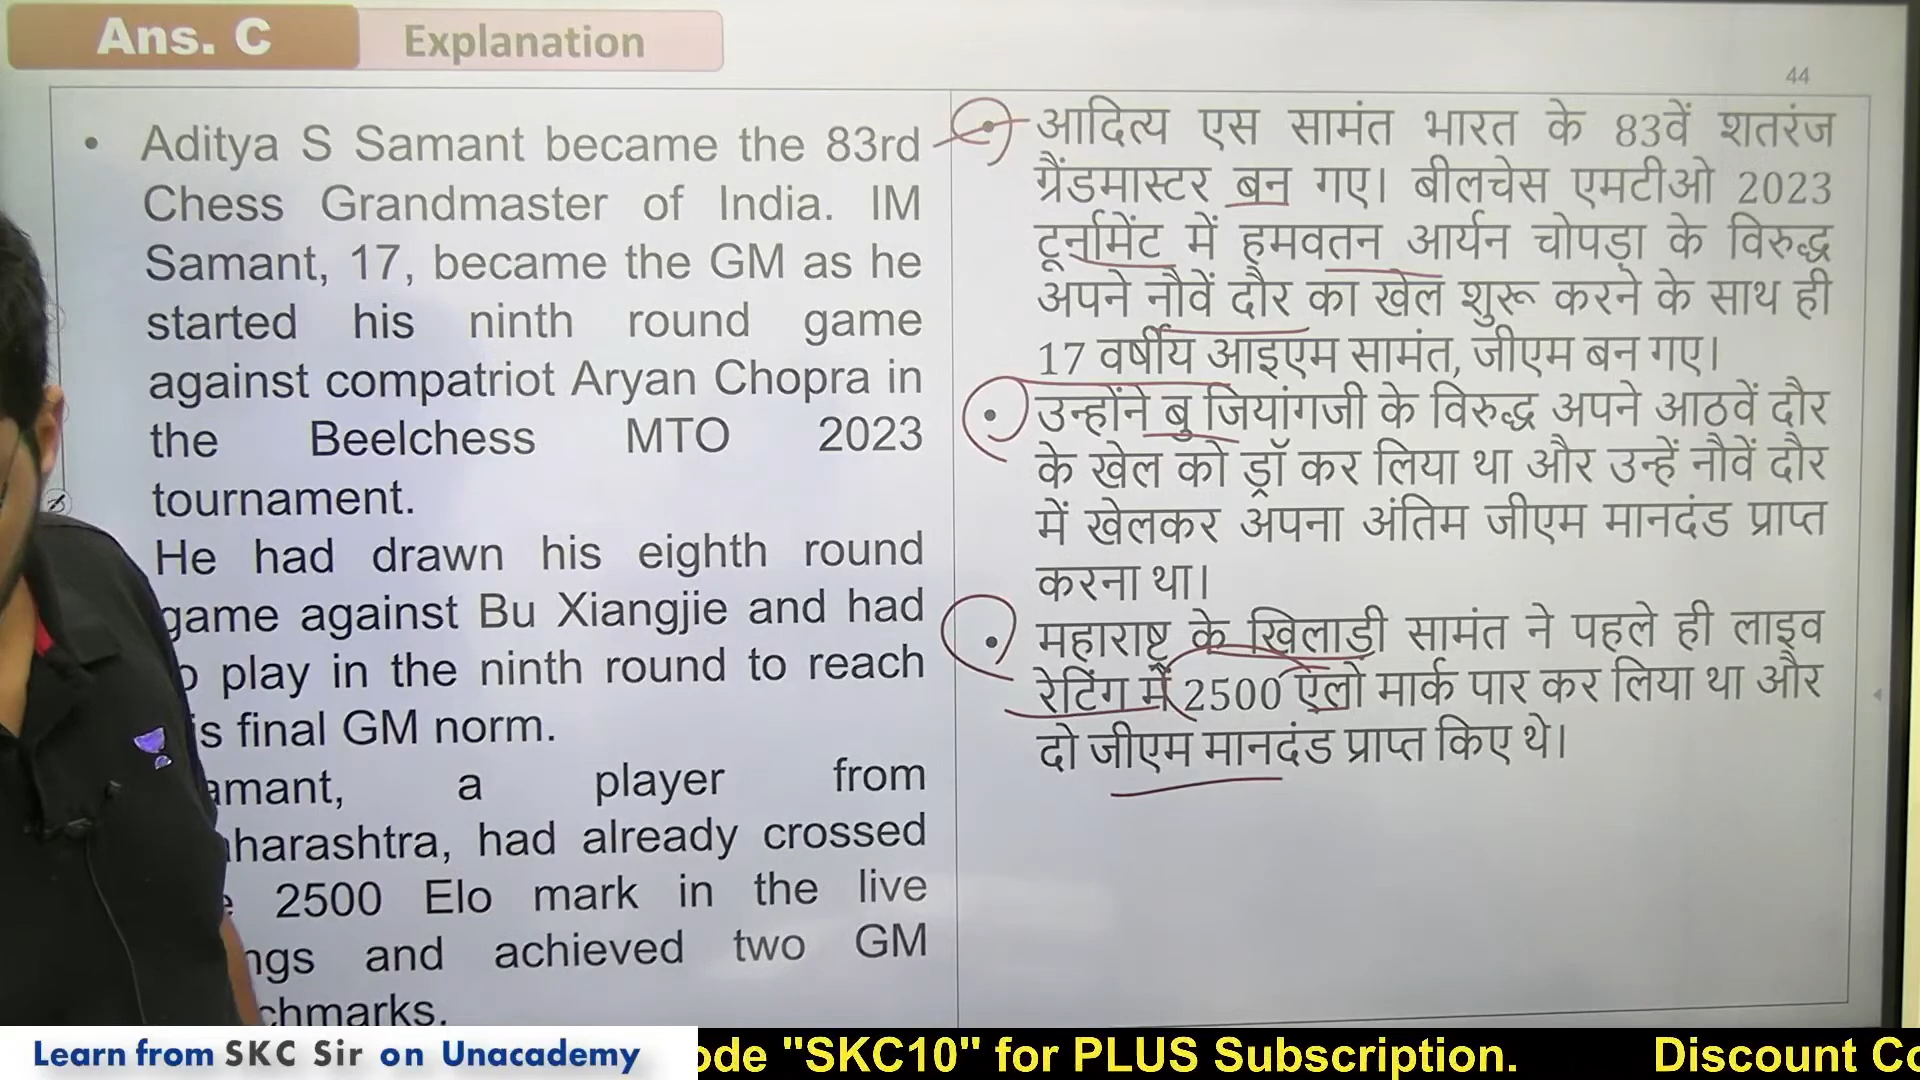 Ans. C
Explanation
44
• Aditya S Samant became the 83rd
Chess Grandmaster of India. IM
Samant, 17, became the GM as he
started his ninth round game
against compatriot Aryan Chopra in
the Beelchess MTO 2023
tournament.
He had drawn his eighth round
game against Bu Xiangjie and had
play in the ninth round to reach
final GM norm.
a player from
had already crossed
2500 Elo mark in the live
and achieved two GM
• आदित्य एस सामंत भारत के 83वें शतरंज
ग्रैंडमास्टर बन गए। बीलचेस एमटीओ 2023
टूर्नामेंट में हमवतन आर्यन चोपड़ा के विरुद्ध
अपने नौवें दौर का खेल शुरू करने के साथ ही
17 वर्षीय आइएम सामंत, जीएम बन गए।
• उन्होंने बु जियांगजी के विरुद्ध अपने आठवें दौर
के खेल को ड्रॉ कर लिया था और उन्हें नौवें दौर
में खेलकर अपना अंतिम जीएम मानदंड प्राप्त
करना था।
• महाराष्ट्र के खिलाड़ी सामंत ने पहले ही लाइव
रेटिंग में 2500 एलो मार्क पार कर लिया था और
दो जीएम मानदंड प्राप्त किए थे।
Learn from SKC Sir on Unacademy
"SKC10" for PLUS Subscription.
Discount